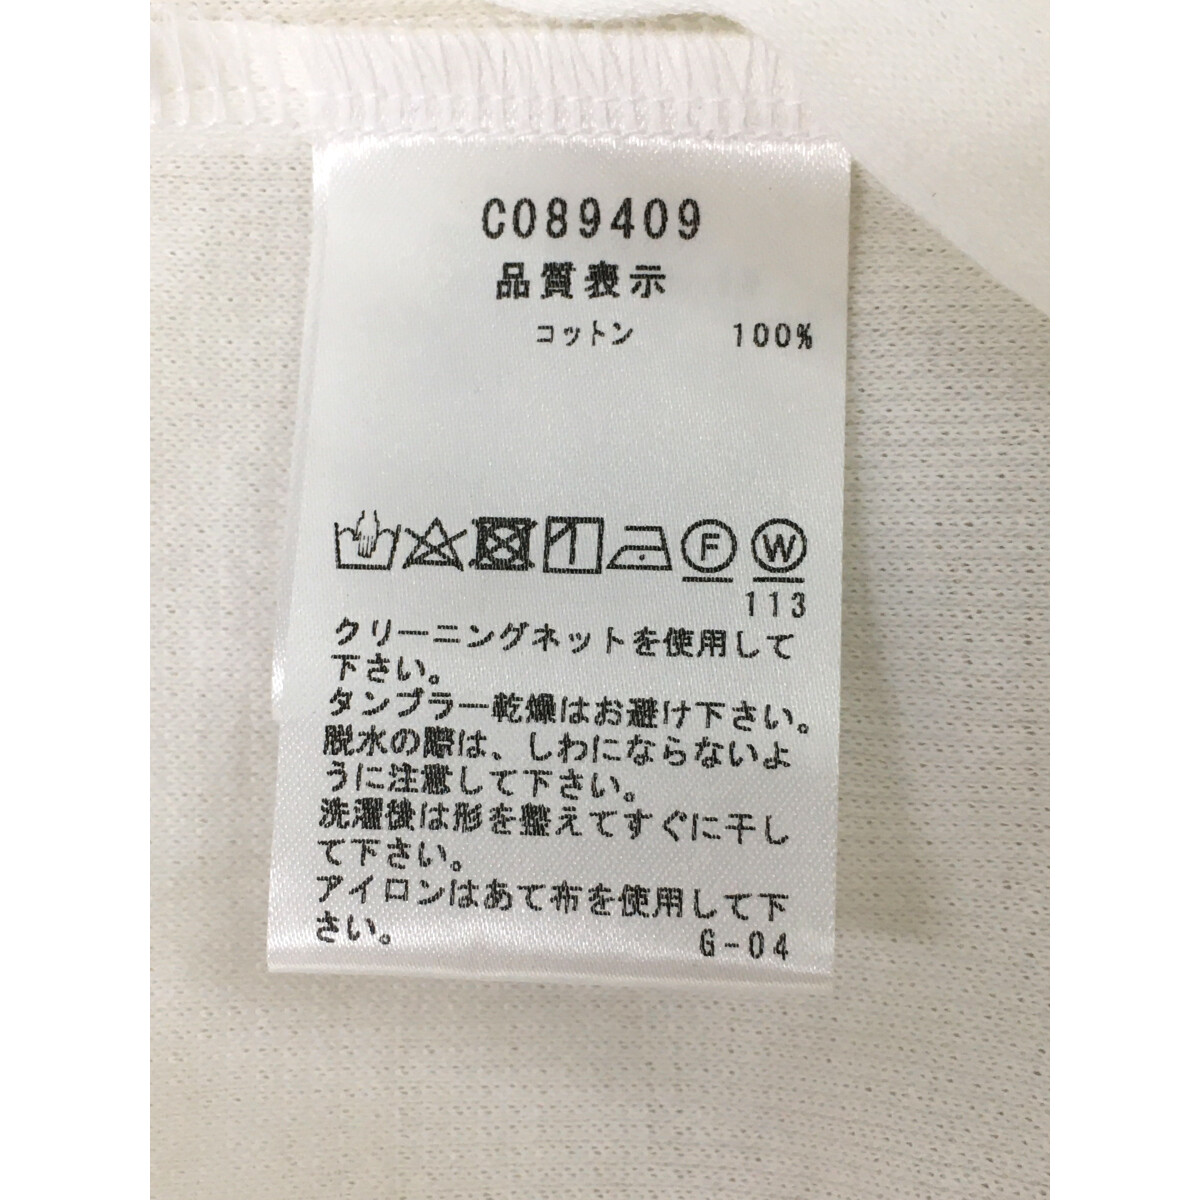 C089409
品質表示
コットン 100%
F W
113
クリーニングネットを使用して
下さい。
タンブラー乾燥はお避け下さい。
脱水の際は、しわにならないよ
うに注意して下さい。
洗濯後は形を整えてすぐに干し
て下さい。
アイロンはあて布を使用して下
さい。 G-04